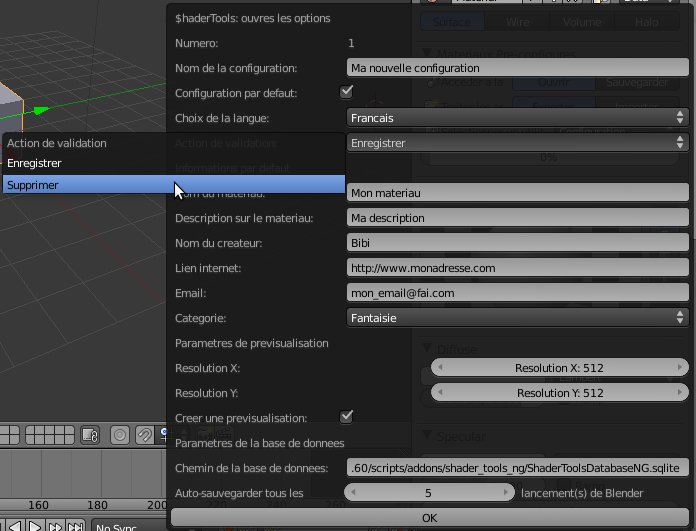 $haderTools: ouvres les options
Numero: 1
Nom de la configuration: Ma nouvelle configuration
Configuration par defaut:
Choix de la langue: Francais
Action de validation: Enregistrer
Action de validation
Enregistrer
Supprimer
Informations par defaut
Nom du materiau: Mon materiau
Description sur le materiau: Ma description
Nom du createur: Bibi
Lien internet: http://www.monadresse.com
Email: mon_email@fai.com
Categorie: Fantaisie
Parametres de previsualisation
Resolution X: Resolution X: 512
Resolution Y: Resolution Y: 512
Creer une previsualisation:
Parametres de la base de donnees
Chemin de la base de donnees: .60/scripts/addons/shader_tools_ng/ShaderToolsDatabaseNG.sqlite
Auto-sauvegarder tous les 5 lancement(s) de Blender
OK
Surface Wire Volume Halo
Materiaux Pre-configures
Ouvrir Sauvegarder
0%
Diffuse
Specular
160 180 200 220
No Sync